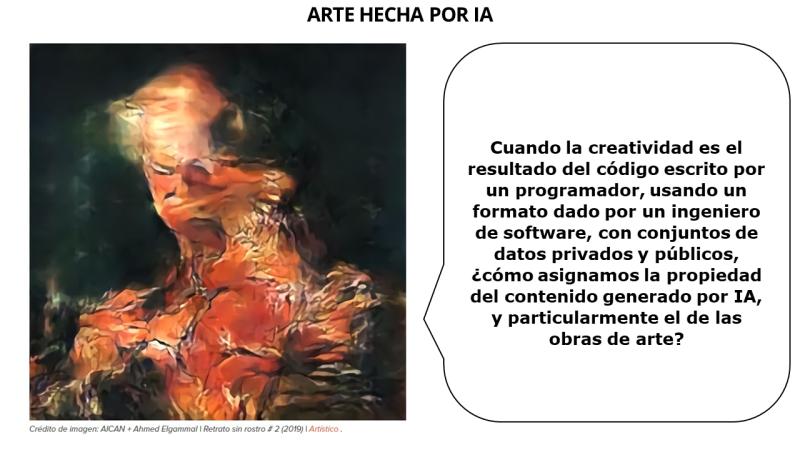 ARTE HECHA POR IA
Cuando la creatividad es el
resultado del código escrito por
un programador, usando un
formato dado por un ingeniero
de software, con conjuntos de
datos privados y públicos,
¿cómo asignamos la propiedad
del contenido generado por IA,
y particularmente el de las
obras de arte?
Crédito de imagen: AICAN + Ahmed Elgammal | Retrato sin rostro # 2 (2019) | Artístico .